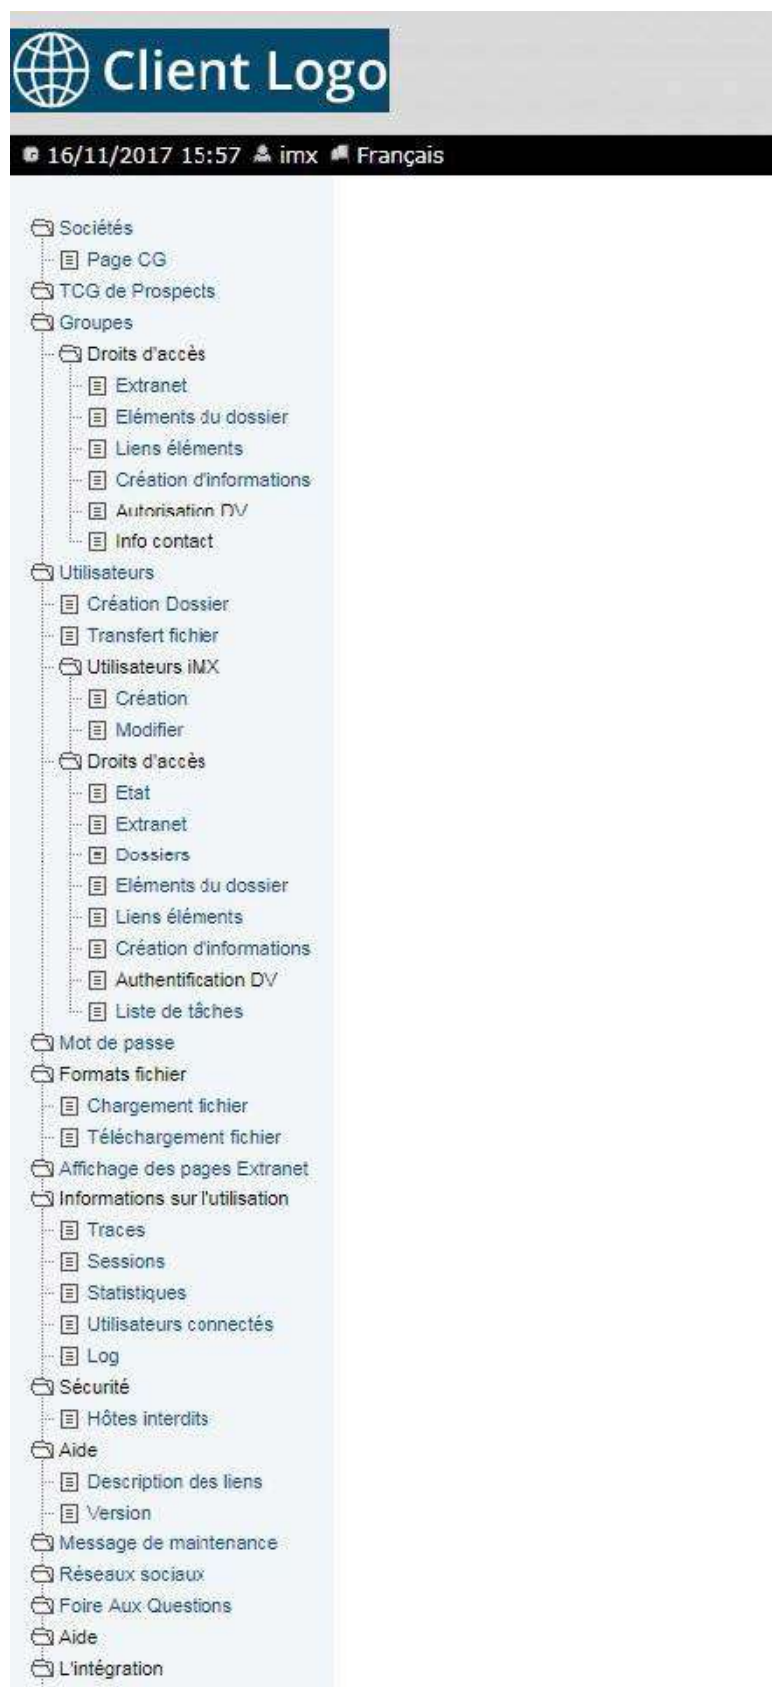 Client Logo
16/11/2017 15:57 imx Français
Sociétés
Page CG
TCG de Prospects
Groupes
Droits d'accès
Extranet
Eléments du dossier
Liens éléments
Création d'informations
Autorisation DV
Info contact
Utilisateurs
Création Dossier
Transfert fichier
Utilisateurs iMX
Création
Modifier
Droits d'accès
Etat
Extranet
Dossiers
Eléments du dossier
Liens éléments
Création d'informations
Authentification DV
Liste de tâches
Mot de passe
Formats fichier
Chargement fichier
Téléchargement fichier
Affichage des pages Extranet
Informations sur l'utilisation
Traces
Sessions
Statistiques
Utilisateurs connectés
Log
Sécurité
Hôtes interdits
Aide
Description des liens
Version
Message de maintenance
Réseaux sociaux
Foire Aux Questions
Aide
L'intégration